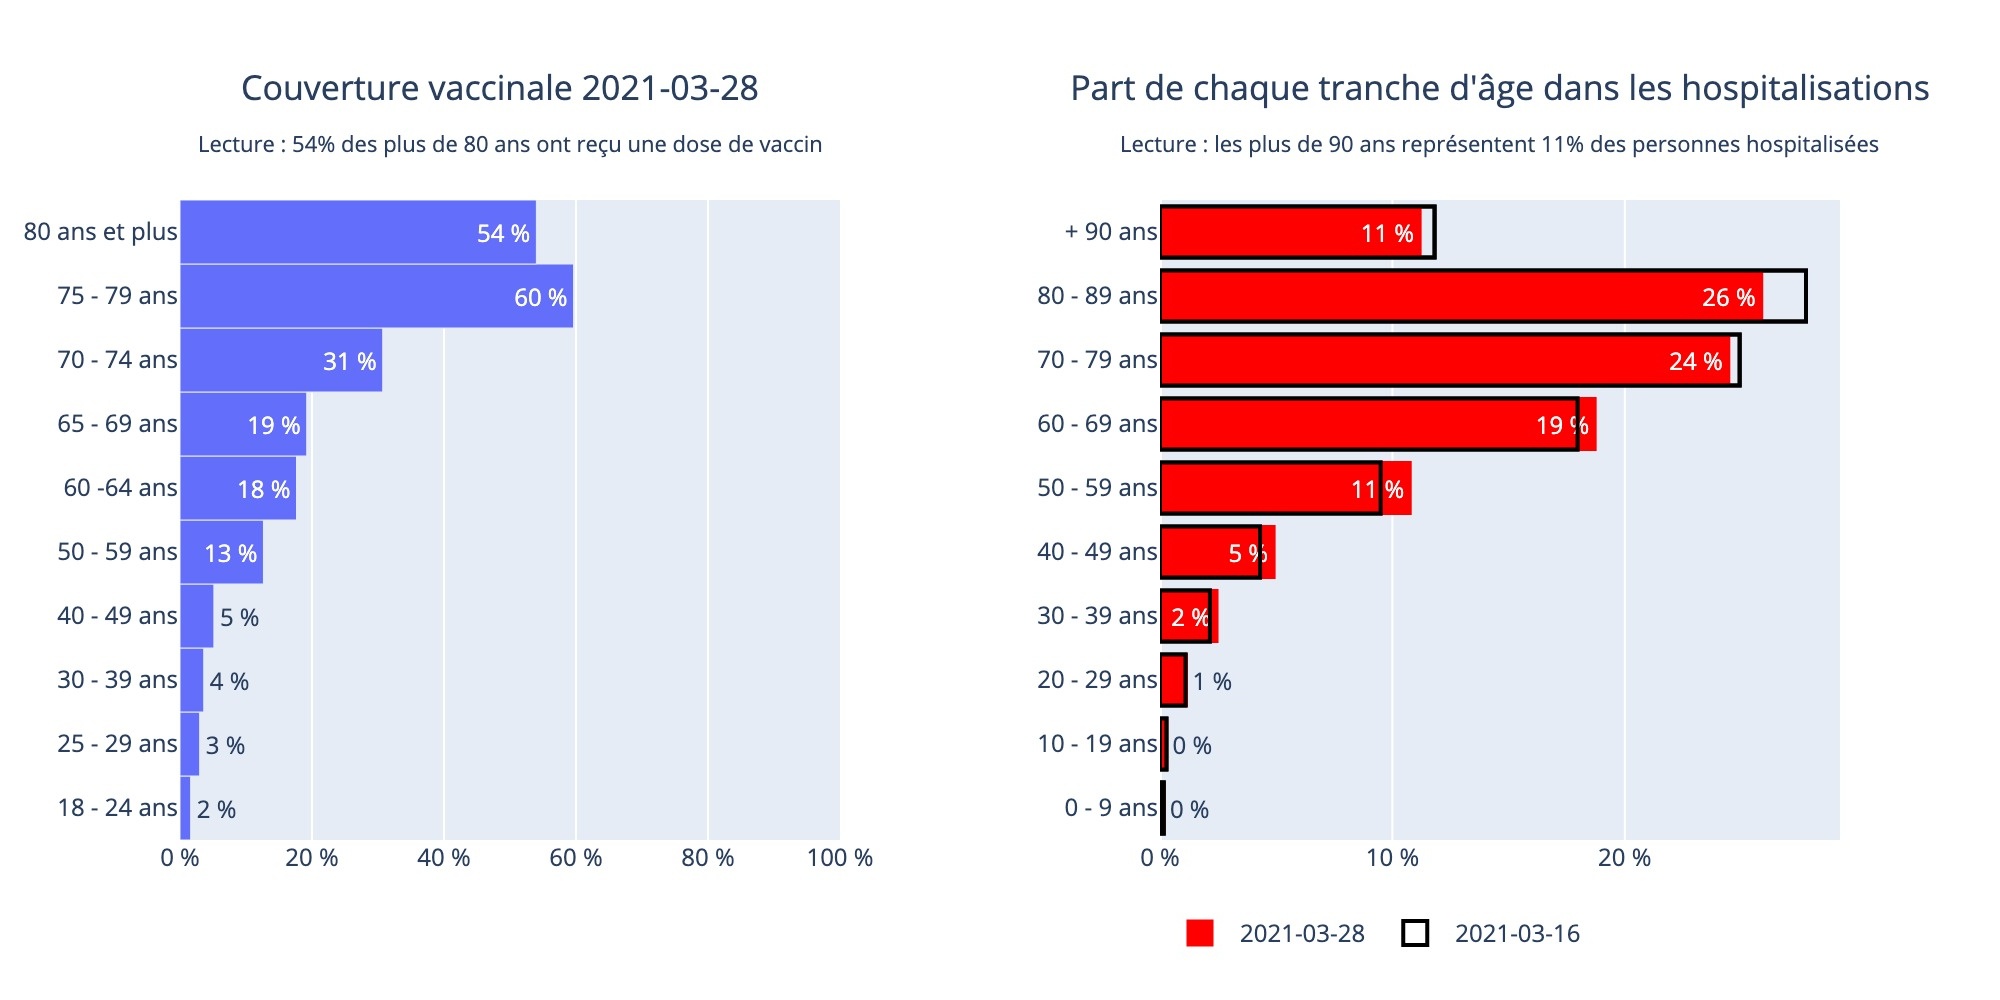 Couverture vaccinale 2021-03-28
Lecture : 54% des plus de 80 ans ont reçu une dose de vaccin
80 ans et plus 54 %
75 - 79 ans 60 %
70 - 74 ans 31 %
65 - 69 ans 19 %
60 -64 ans 18 %
50 - 59 ans 13 %
40 - 49 ans 5 %
30 - 39 ans 4 %
25 - 29 ans 3 %
18 - 24 ans 2 %
0 % 20 % 40 % 60 % 80 % 100 %
Part de chaque tranche d'âge dans les hospitalisations
Lecture : les plus de 90 ans représentent 11% des personnes hospitalisées
+ 90 ans 11 %
80 - 89 ans 26 %
70 - 79 ans 24 %
60 - 69 ans 19 %
50 - 59 ans 11 %
40 - 49 ans 5 %
30 - 39 ans 2 %
20 - 29 ans 1 %
10 - 19 ans 0 %
0 - 9 ans 0 %
0 % 10 % 20 %
2021-03-28 2021-03-16